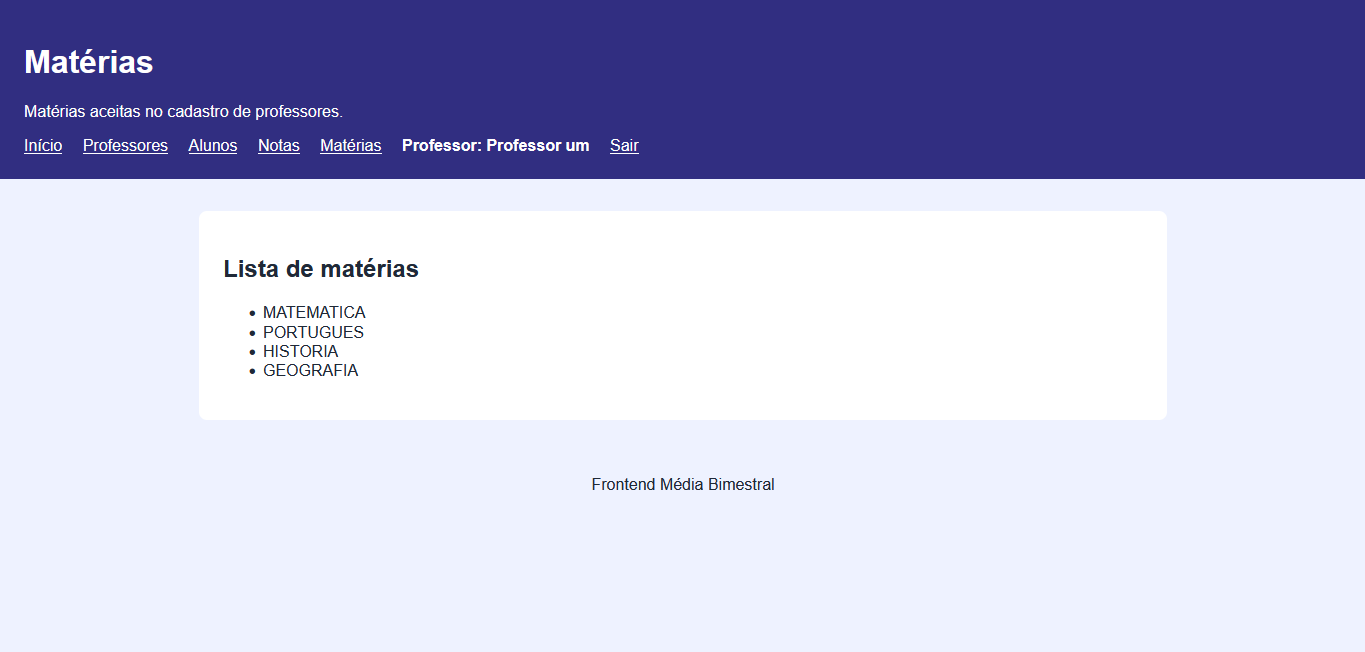 Matérias
Matérias aceitas no cadastro de professores.
Início Professores Alunos Notas Matérias Professor: Professor um Sair
Lista de matérias
• MATEMATICA
• PORTUGUES
• HISTORIA
• GEOGRAFIA
Frontend Média Bimestral